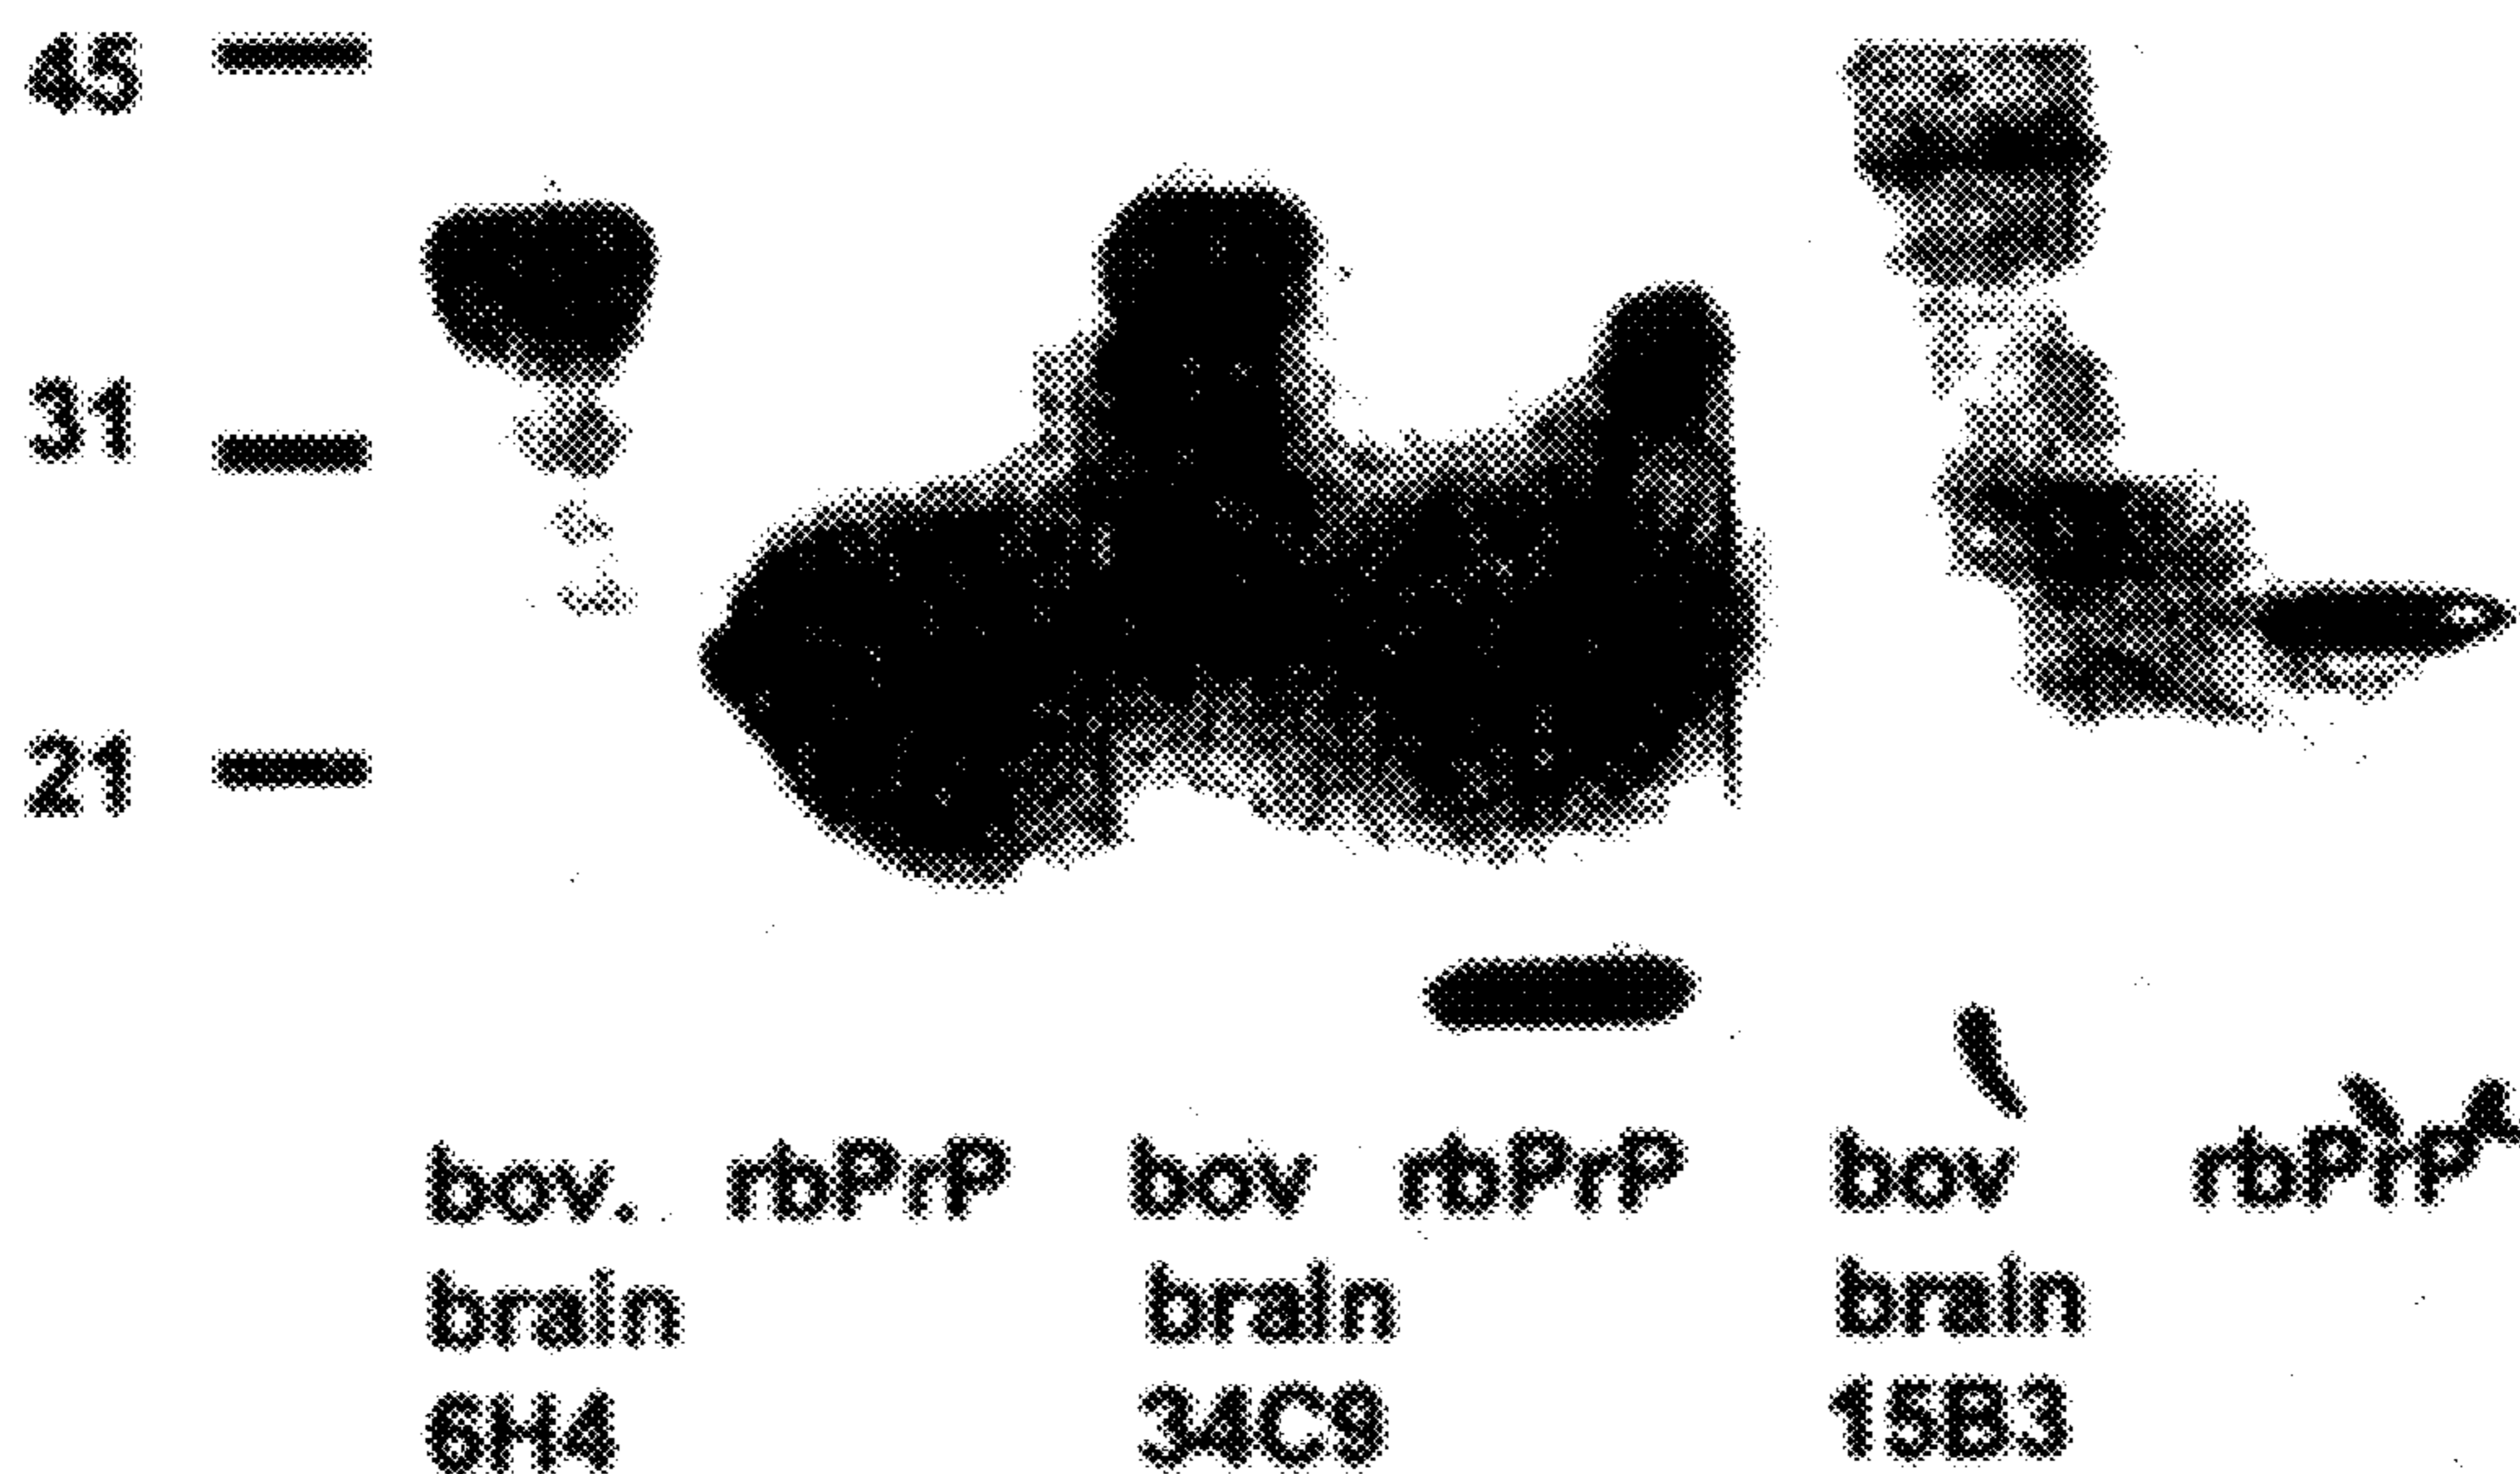 45
31
21
bov. rbPrP bov rbPrP bov rbPrP
brain brain brain
6H4 34C9 15B3